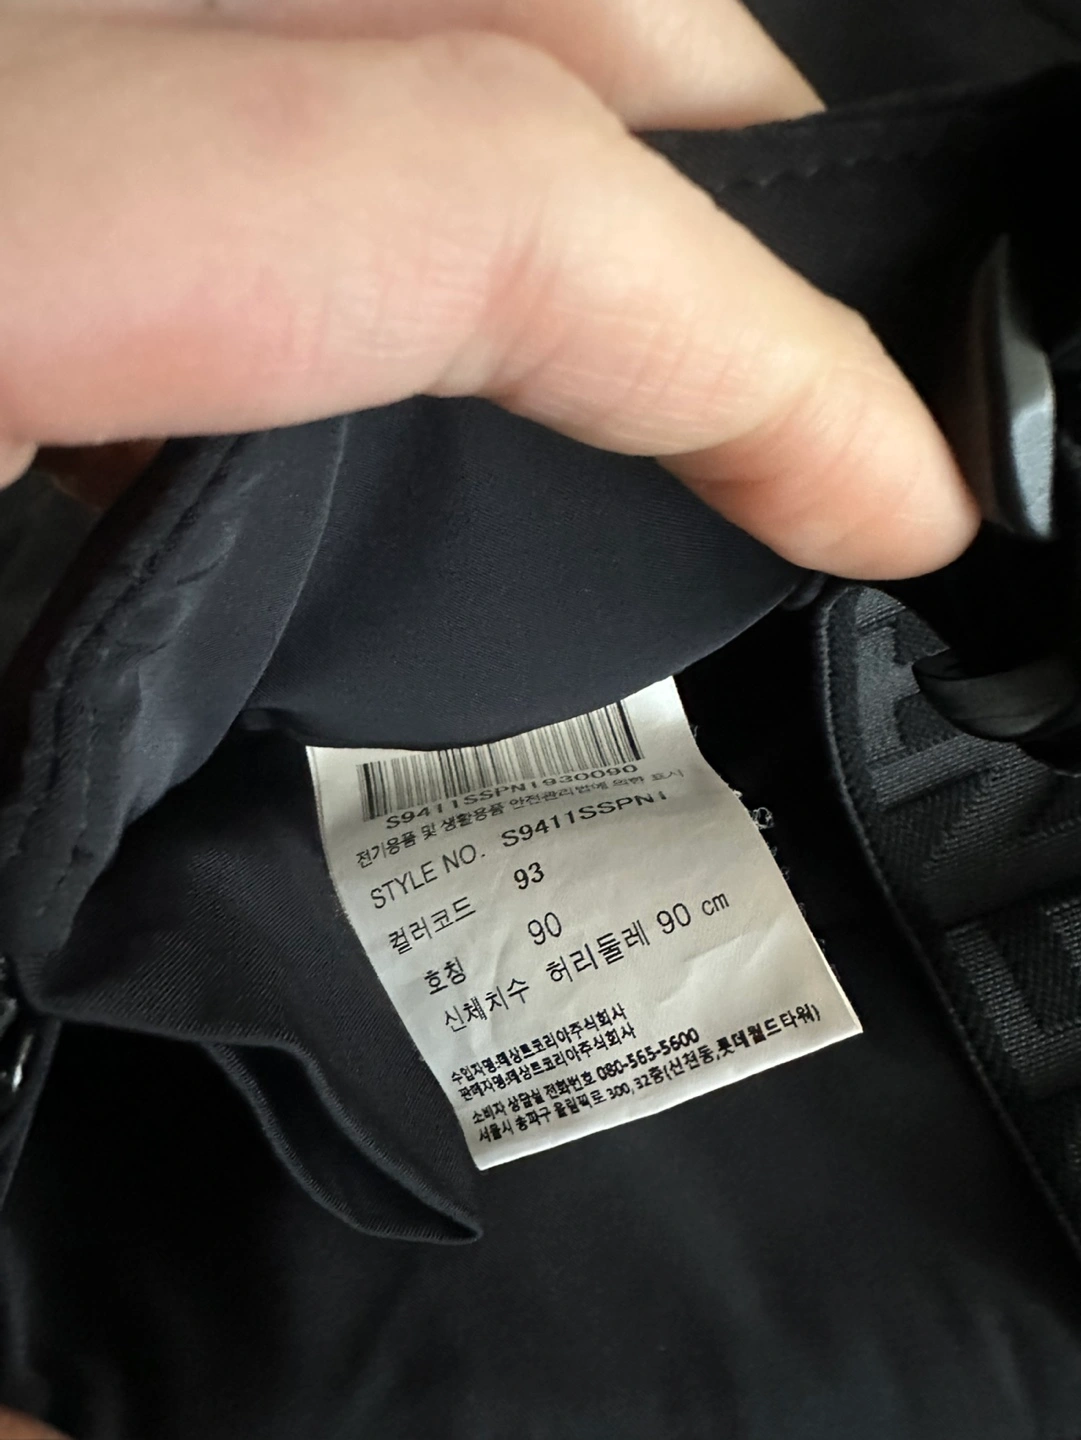 S9411SSPN1930090
전기용품 및 생활용품 안전관리법에 의한 표시
STYLE NO. S9411SSPN1
컬러코드 93
호칭 90
신체치수 허리둘레 90 cm
수입자명:데상트코리아주식회사
판매자명:데상트코리아주식회사
소비자 상담실 전화번호 080-565-5600
서울시 송파구 올림픽로 300, 32층(신천동,롯데월드타워)